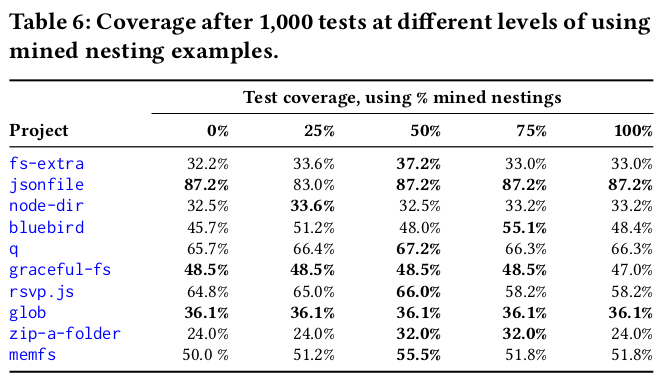 Table 6: Coverage after 1,000 tests at different levels of using
mined nesting examples.
Test coverage, using % mined nestings
Project 0% 25% 50% 75% 100%
fs-extra 32.2% 33.6% 37.2% 33.0% 33.0%
jsonfile 87.2% 83.0% 87.2% 87.2% 87.2%
node-dir 32.5% 33.6% 32.5% 33.2% 33.2%
bluebird 45.7% 51.2% 48.0% 55.1% 48.4%
q 65.7% 66.4% 67.2% 66.3% 66.3%
graceful-fs 48.5% 48.5% 48.5% 48.5% 47.0%
rsvp.js 64.8% 65.0% 66.0% 58.2% 58.2%
glob 36.1% 36.1% 36.1% 36.1% 36.1%
zip-a-folder 24.0% 24.0% 32.0% 32.0% 24.0%
memfs 50.0 % 51.2% 55.5% 51.8% 51.8%